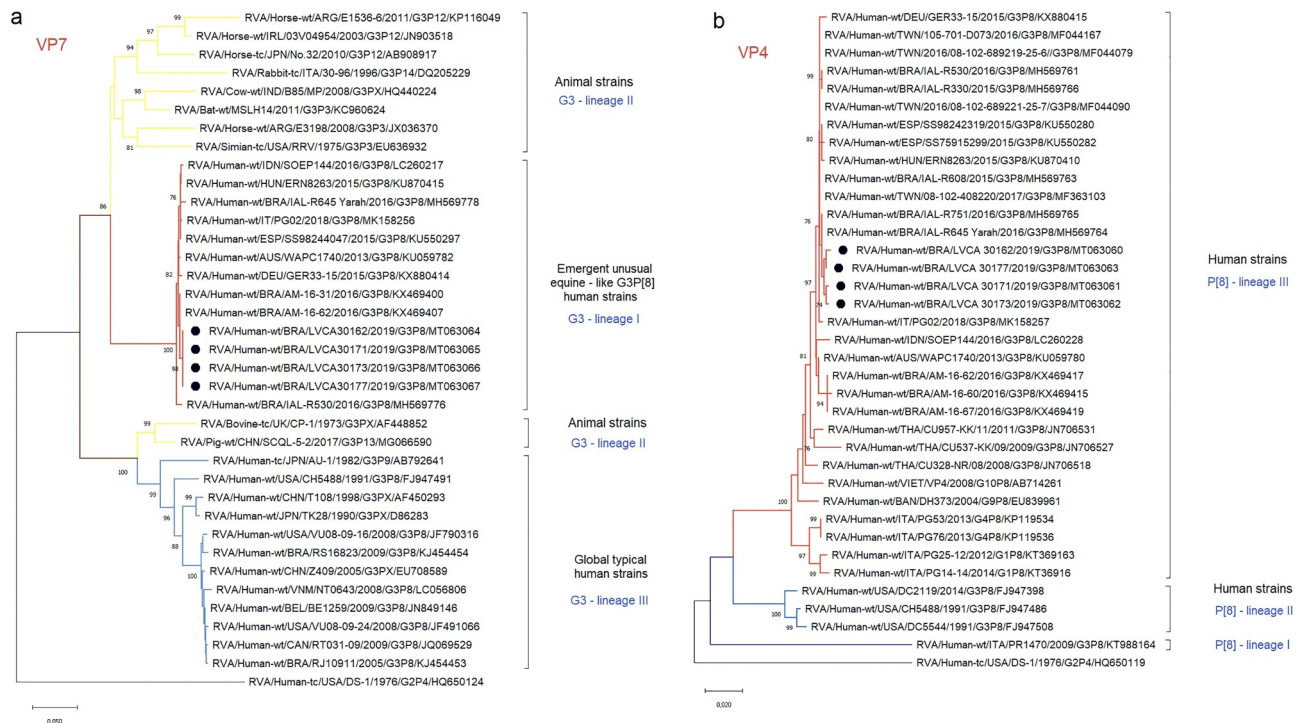 a
VP7
RVA/Horse-wt/ARG/E1536-6/2011/G3P12/KP116049
RVA/Horse-wt/IRL/03V04954/2003/G3P12/JN903518
RVA/Horse-tc/JPN/No.32/2010/G3P12/AB908917
RVA/Rabbit-tc/ITA/30-96/1996/G3P14/DQ205229
RVA/Cow-wt/IND/B85/MP/2008/G3PX/HQ440224
RVA/Bat-wt/MSLH14/2011/G3P3/KC960624
RVA/Horse-wt/ARG/E3198/2008/G3P3/JX036370
RVA/Simian-tc/USA/RRV/1975/G3P3/EU636932
RVA/Human-wt/IDN/SOEP144/2016/G3P8/LC260217
RVA/Human-wt/HUN/ERN8263/2015/G3P8/KU870415
RVA/Human-wt/BRA/IAL-R645 Yarah/2016/G3P8/MH569778
RVA/Human-wt/IT/PG02/2018/G3P8/MK158256
RVA/Human-wt/ESP/SS98244047/2015/G3P8/KU550297
RVA/Human-wt/AUS/WAPC1740/2013/G3P8/KU059782
RVA/Human-wt/DEU/GER33-15/2015/G3P8/KX880414
RVA/Human-wt/BRA/AM-16-31/2016/G3P8/KX469400
RVA/Human-wt/BRA/AM-16-62/2016/G3P8/KX469407
RVA/Human-wt/BRA/LVCA30162/2019/G3P8/MT063064
RVA/Human-wt/BRA/LVCA30171/2019/G3P8/MT063065
RVA/Human-wt/BRA/LVCA30173/2019/G3P8/MT063066
RVA/Human-wt/BRA/LVCA30177/2019/G3P8/MT063067
RVA/Human-wt/BRA/IAL-R530/2016/G3P8/MH569776
RVA/Bovine-tc/UK/CP-1/1973/G3PX/AF448852
RVA/Pig-wt/CHN/SCQL-5-2/2017/G3P13/MG066590
RVA/Human-tc/JPN/AU-1/1982/G3P9/AB792641
RVA/Human-wt/USA/CH5488/1991/G3P8/FJ947491
RVA/Human-wt/CHN/T108/1998/G3PX/AF450293
RVA/Human-wt/JPN/TK28/1990/G3PX/D86283
RVA/Human-wt/USA/VU08-09-16/2008/G3P8/JF790316
RVA/Human-wt/BRA/RS16823/2009/G3P8/KJ454454
RVA/Human-wt/CHN/Z409/2005/G3PX/EU708589
RVA/Human-wt/VNM/NT0643/2008/G3P8/LC056806
RVA/Human-wt/BEL/BE1259/2009/G3P8/JN849146
RVA/Human-wt/USA/VU08-09-24/2008/G3P8/JF491066
RVA/Human-wt/CAN/RT031-09/2009/G3P8/JQ069529
RVA/Human-wt/BRA/RJ10911/2005/G3P8/KJ454453
RVA/Human-tc/USA/DS-1/1976/G2P4/HQ650124
99
97
94
98
81
86
76
82
100
98
100
99
96
99
88
100
0,050
Animal strains
G3 - lineage II
Emergent unusual
equine - like G3P[8]
human strains
G3 - lineage I
Animal strains
G3 - lineage II
Global typical
human strains
G3 - lineage III
b
VP4
RVA/Human-wt/DEU/GER33-15/2015/G3P8/KX880415
RVA/Human-wt/TWN/105-701-D073/2016/G3P8/MF044167
RVA/Human-wt/TWN/2016/08-102-689219-25-6//G3P8/MF044079
RVA/Human-wt/BRA/IAL-R530/2016/G3P8/MH569761
RVA/Human-wt/BRA/IAL-R330/2015/G3P8/MH569766
RVA/Human-wt/TWN/2016/08-102-689221-25-7/G3P8/MF044090
RVA/Human-wt/ESP/SS98242319/2015/G3P8/KU550280
RVA/Human-wt/ESP/SS75915299/2015/G3P8/KU550282
RVA/Human-wt/HUN/ERN8263/2015/G3P8/KU870410
RVA/Human-wt/BRA/IAL-R608/2015/G3P8/MH569763
RVA/Human-wt/TWN/08-102-408220/2017/G3P8/MF363103
RVA/Human-wt/BRA/IAL-R751/2016/G3P8/MH569765
RVA/Human-wt/BRA/IAL-R645 Yarah/2016/G3P8/MH569764
RVA/Human-wt/BRA/LVCA 30162/2019/G3P8/MT063060
RVA/Human-wt/BRA/LVCA 30177/2019/G3P8/MT063063
RVA/Human-wt/BRA/LVCA 30171/2019/G3P8/MT063061
RVA/Human-wt/BRA/LVCA 30173/2019/G3P8/MT063062
RVA/Human-wt/IT/PG02/2018/G3P8/MK158257
RVA/Human-wt/IDN/SOEP144/2016/G3P8/LC260228
RVA/Human-wt/AUS/WAPC1740/2013/G3P8/KU059780
RVA/Human-wt/BRA/AM-16-62/2016/G3P8/KX469417
RVA/Human-wt/BRA/AM-16-60/2016/G3P8/KX469415
RVA/Human-wt/BRA/AM-16-67/2016/G3P8/KX469419
RVA/Human-wt/THA/CU957-KK/11/2011/G3P8/JN706531
RVA/Human-wt/THA/CU537-KK/09/2009/G3P8/JN706527
RVA/Human-wt/THA/CU328-NR/08/2008/G3P8/JN706518
RVA/Human-wt/VIET/VP4/2008/G10P8/AB714261
RVA/Human-wt/BAN/DH373/2004/G9P8/EU839961
RVA/Human-wt/ITA/PG53/2013/G4P8/KP119534
RVA/Human-wt/ITA/PG76/2013/G4P8/KP119536
RVA/Human-wt/ITA/PG25-12/2012/G1P8/KT369163
RVA/Human-wt/ITA/PG14-14/2014/G1P8/KT36916
RVA/Human-wt/USA/DC2119/2014/G3P8/FJ947398
RVA/Human-wt/USA/CH5488/1991/G3P8/FJ947486
RVA/Human-wt/USA/DC5544/1991/G3P8/FJ947508
RVA/Human-wt/ITA/PR1470/2009/G3P8/KT988164
RVA/Human-tc/USA/DS-1/1976/G2P4/HQ650119
99
80
76
97
74
81
94
76
100
99
97
99
100
99
0,020
Human strains
P[8] - lineage III
Human strains
P[8] - lineage II
P[8] - lineage I